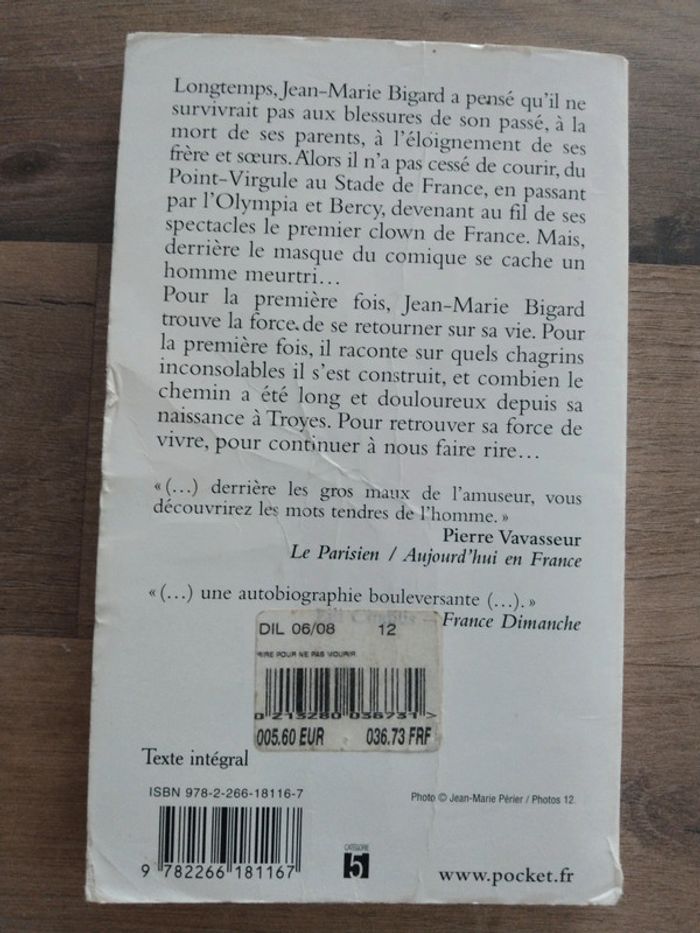 Longtemps, Jean-Marie Bigard a pensé qu'il ne
survivrait pas aux blessures de son passé, à la
mort de ses parents, à l'éloignement de ses
frère et sœurs. Alors il n'a pas cessé de courir, du
Point-Virgule au Stade de France, en passant
par l'Olympia et Bercy, devenant au fil de ses
spectacles le premier clown de France. Mais,
derrière le masque du comique se cache un
homme meurtri…
Pour la première fois, Jean-Marie Bigard
trouve la force de se retourner sur sa vie. Pour
la première fois, il raconte sur quels chagrins
inconsolables il s'est construit, et combien le
chemin a été long et douloureux depuis sa
naissance à Troyes. Pour retrouver sa force de
vivre, pour continuer à nous faire rire…
« (…) derrière les gros maux de l'amuseur, vous
découvrirez les mots tendres de l'homme. »
Pierre Vavasseur
Le Parisien / Aujourd'hui en France
« (…) une autobiographie bouleversante (…). »
France Dimanche
DIL 06/08 12
RIRE POUR NE PAS MOURIR
0 213280 036731 >
005.60 EUR 036.73 FRF
Texte intégral
ISBN 978-2-266-18116-7
Photo © Jean-Marie Périer / Photos 12
9 782266 181167
CATÉGORIE
5
www.pocket.fr